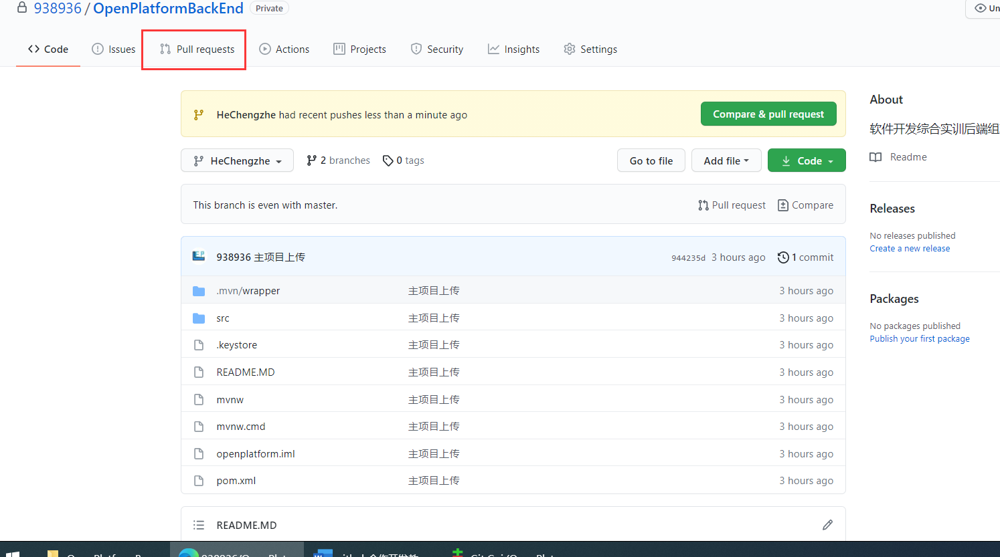 938936 / OpenPlatformBackEnd Private
Un
Code Issues Pull requests Actions Projects Security Insights Settings
HeChengzhe had recent pushes less than a minute ago Compare & pull request
HeChengzhe 2 branches 0 tags Go to file Add file Code
This branch is even with master. Pull request Compare
938936 主项目上传 944235d 3 hours ago 1 commit
.mvn/wrapper 主项目上传 3 hours ago
src 主项目上传 3 hours ago
.keystore 主项目上传 3 hours ago
README.MD 主项目上传 3 hours ago
mvnw 主项目上传 3 hours ago
mvnw.cmd 主项目上传 3 hours ago
openplatform.iml 主项目上传 3 hours ago
pom.xml 主项目上传 3 hours ago
README.MD
About
软件开发综合实训后端组
Readme
Releases
No releases published
Create a new release
Packages
No packages published
Publish your first package
938936/OpenPlat